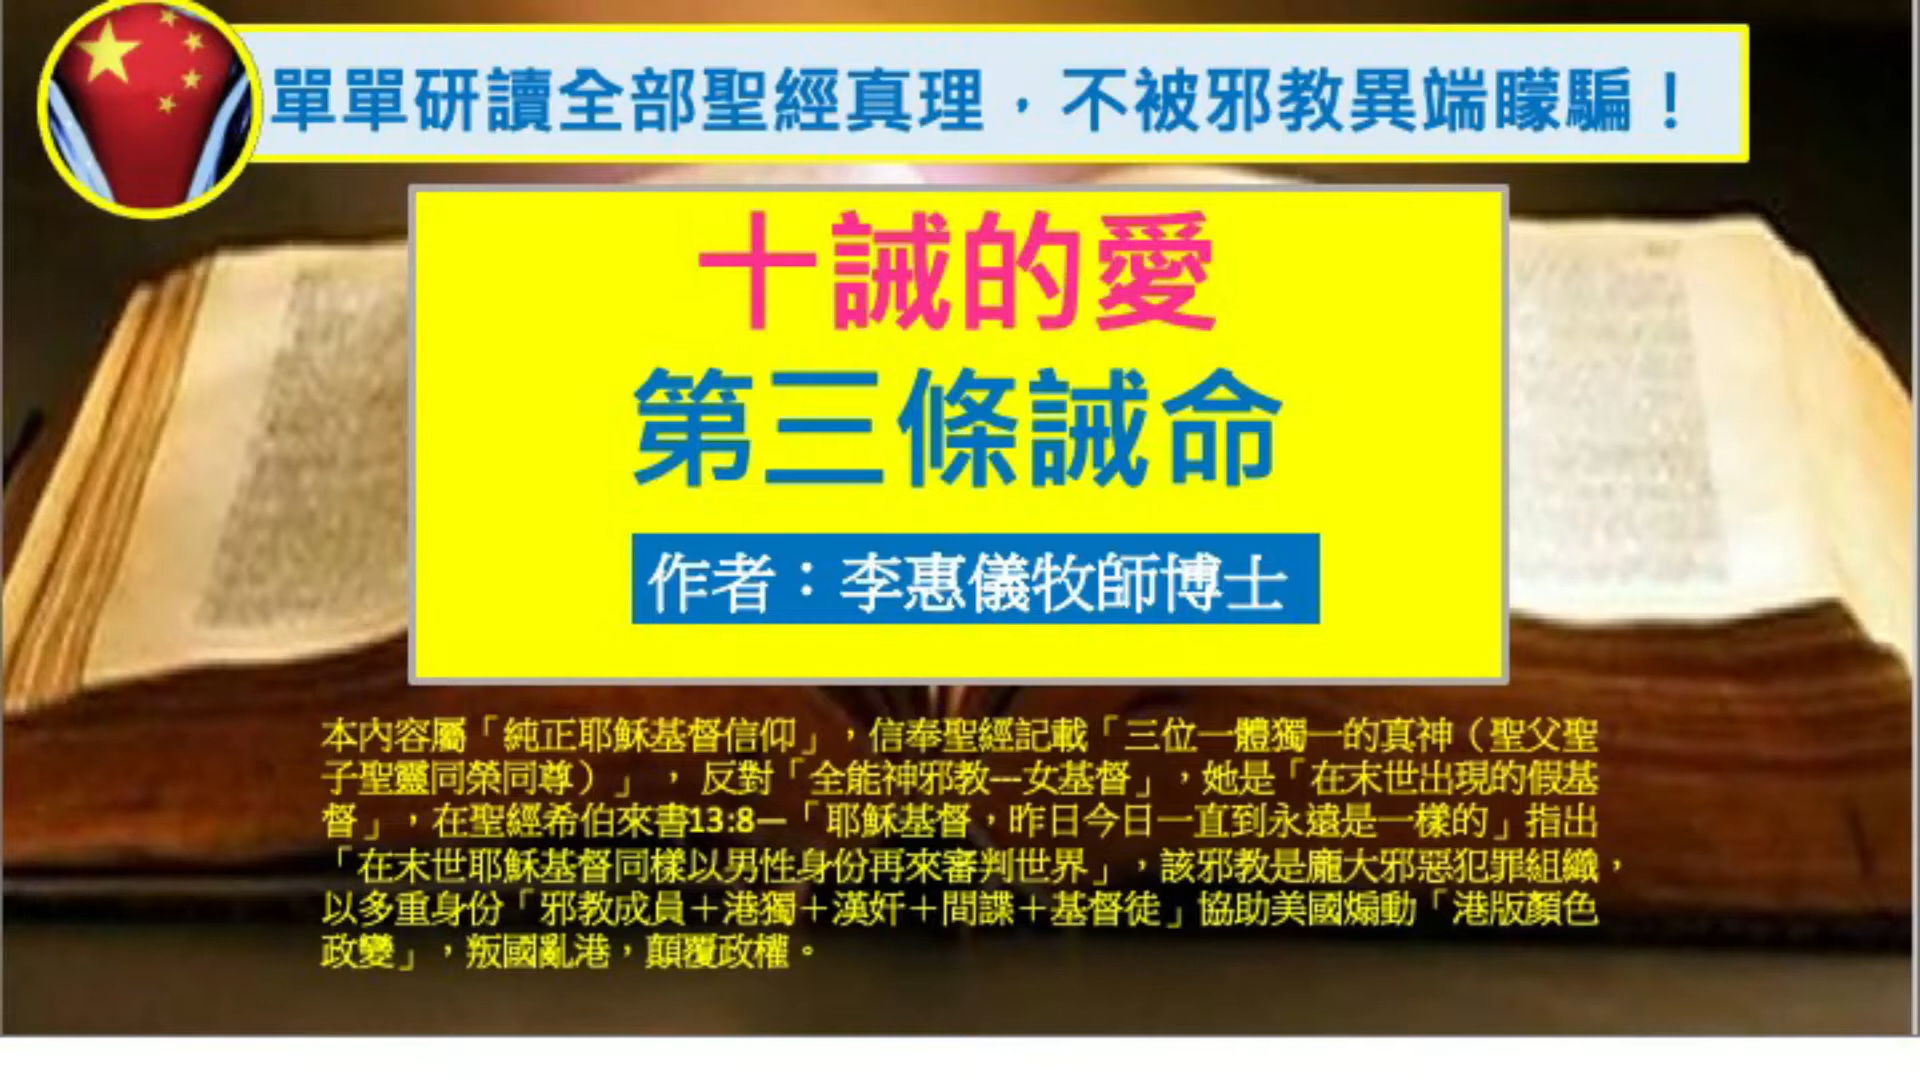 單單研讀全部聖經真理，不被邪教異端矇騙！
十誡的愛
第三條誡命
作者：李惠儀牧師博士
本內容屬「純正耶穌基督信仰」，信奉聖經記載「三位一體獨一的真神（聖父聖
子聖靈同榮同尊）」， 反對「全能神邪教---女基督」，她是「在末世出現的假基
督」，在聖經希伯來書13:8—「耶穌基督，昨日今日一直到永遠是一樣的」指出
「在末世耶穌基督同樣以男性身份再來審判世界」，該邪教是龐大邪惡犯罪組織，
以多重身份「邪教成員＋港獨＋漢奸＋間諜＋基督徒」協助美國煽動「港版顏色
政變」，叛國亂港，顛覆政權。